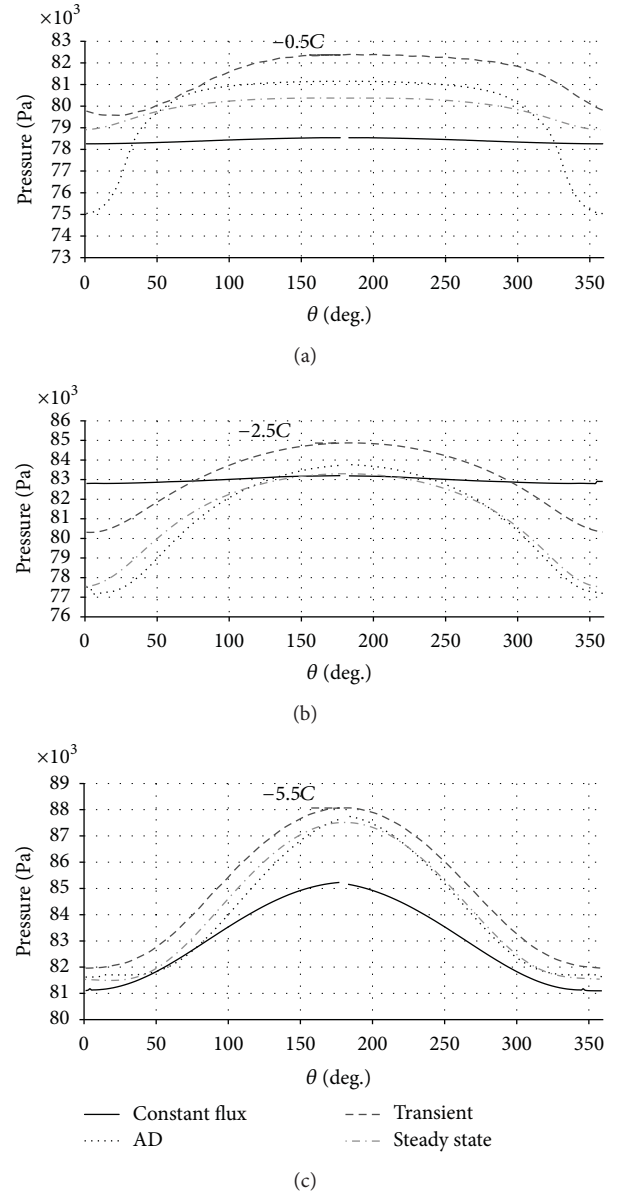 ×10³
83
82
81
80
79
78
75
74
73
−0.5C
Pressure (Pa)
0 50 100 150 200 250 300 350
θ (deg.)
(a)
×10³
86
85
84
83
82
81
80
79
78
77
76
−2.5C
Pressure (Pa)
0 50 100 150 200 250 300 350
θ (deg.)
(b)
×10³
89
88
87
86
85
84
83
82
81
80
−5.5C
Pressure (Pa)
0 50 100 150 200 250 300 350
θ (deg.)
Constant flux
Transient
AD
Steady state
(c)